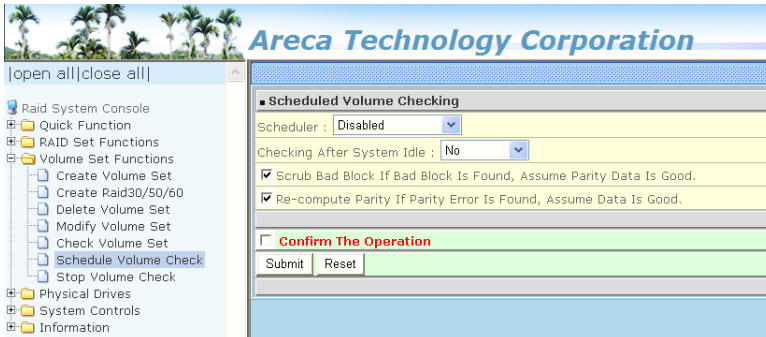 Areca Technology Corporation
|open all|close all|
Raid System Console
Quick Function
RAID Set Functions
Volume Set Functions
Create Volume Set
Create Raid30/50/60
Delete Volume Set
Modify Volume Set
Check Volume Set
Schedule Volume Check
Stop Volume Check
Physical Drives
System Controls
Information
Scheduled Volume Checking
Scheduler : Disabled
Checking After System Idle : No
Scrub Bad Block If Bad Block Is Found, Assume Parity Data Is Good.
Re-compute Parity If Parity Error Is Found, Assume Data Is Good.
Confirm The Operation
Submit Reset